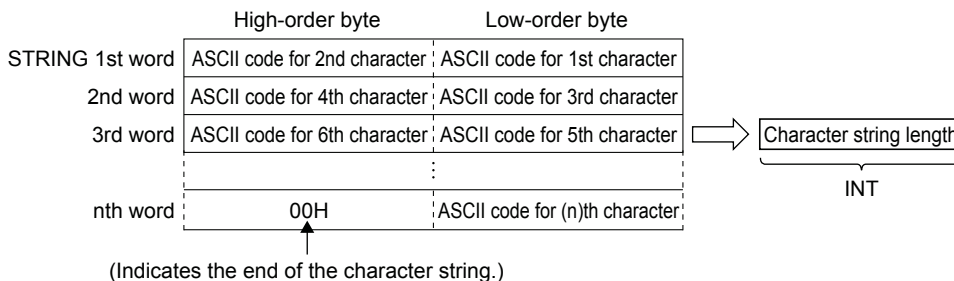 High-order byte Low-order byte
STRING 1st word ASCII code for 2nd character ASCII code for 1st character
2nd word ASCII code for 4th character ASCII code for 3rd character
3rd word ASCII code for 6th character ASCII code for 5th character Character string length
⋮ INT
nth word 00H ASCII code for (n)th character
(Indicates the end of the character string.)